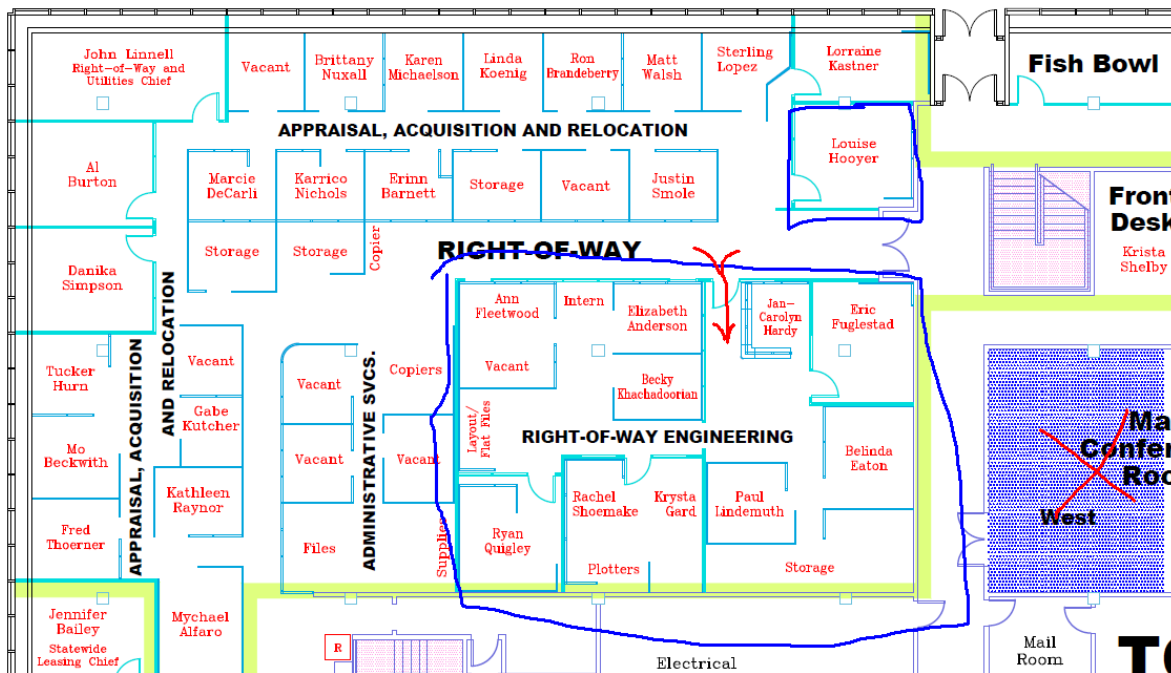 John Linnell
Right-of-Way and
Utilities Chief
Vacant
Brittany
Nuxall
Karen
Michaelson
Linda
Koenig
Ron
Brandeberry
Matt
Walsh
Sterling
Lopez
Lorraine
Kastner
Fish Bowl
APPRAISAL, ACQUISITION AND RELOCATION
Al
Burton
Marcie
DeCarli
Karrico
Nichols
Erinn
Barnett
Storage
Vacant
Justin
Smole
Louise
Hooyer
Front
Desk
Krista
Shelby
Danika
Simpson
Storage
Storage
Copier
RIGHT-OF-WAY
APPRAISAL, ACQUISITION
AND RELOCATION
Ann
Fleetwood
Intern
Elizabeth
Anderson
Jan-
Carolyn
Hardy
Eric
Fuglestad
Tucker
Hurn
Vacant
Vacant
ADMINISTRATIVE SVCS.
Copiers
Vacant
Becky
Khachadoorian
Gabe
Kutcher
Layout/
Flat Files
RIGHT-OF-WAY ENGINEERING
Ma
Confer
Roo
West
Mo
Beckwith
Vacant
Vacant
Belinda
Eaton
Kathleen
Raynor
Rachel
Shoemake
Krysta
Gard
Paul
Lindemuth
Fred
Thoerner
Files
Supplies
Ryan
Quigley
Plotters
Storage
Jennifer
Bailey
Statewide
Leasing Chief
Mychael
Alfaro
R
Electrical
Mail
Room
TO